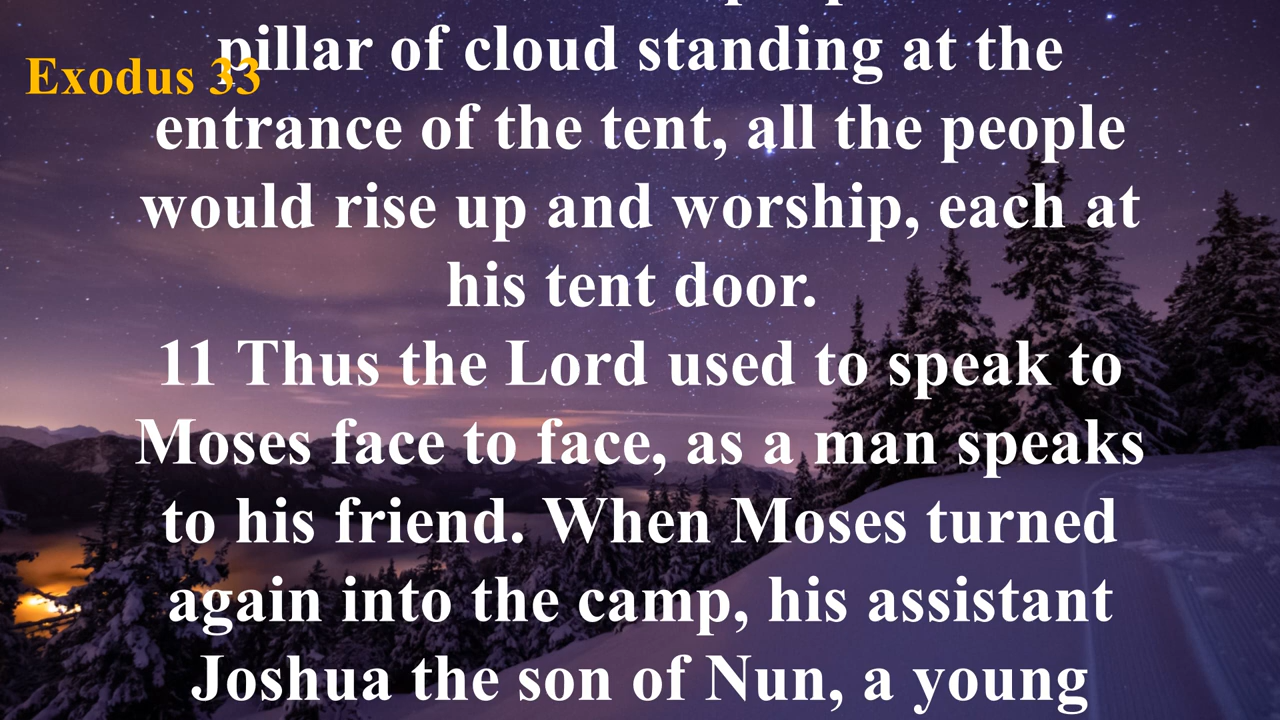 Exodus 33
pillar of cloud standing at the
entrance of the tent, all the people
would rise up and worship, each at
his tent door.
11 Thus the Lord used to speak to
Moses face to face, as a man speaks
to his friend. When Moses turned
again into the camp, his assistant
Joshua the son of Nun, a young